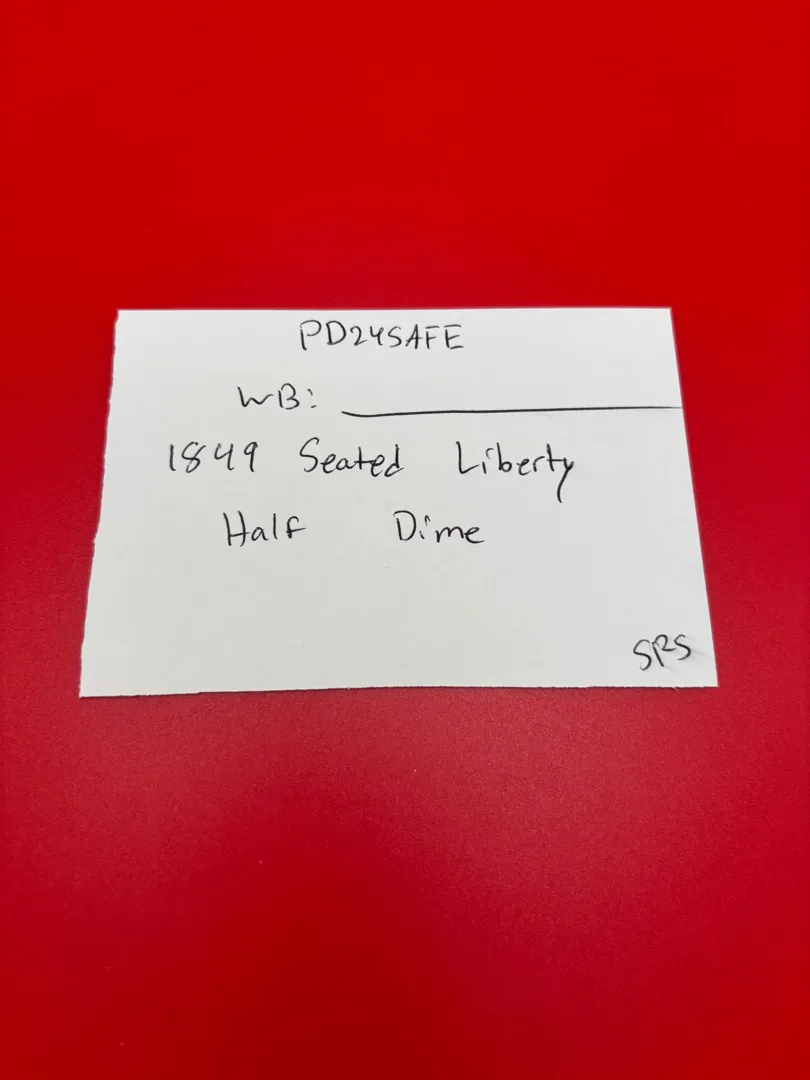 PD24SAFE
WB:
1849 Seated Liberty
Half Dime
SRS